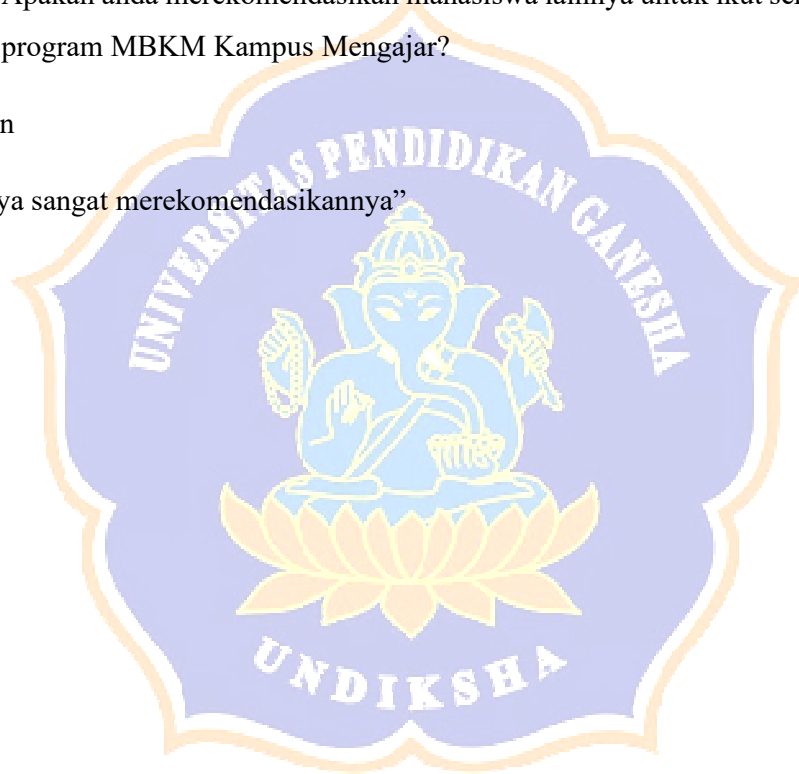 Apakah anda merekomendasikan mahasiswa lainnya untuk ikut
program MBKM Kampus Mengajar?
n
ya sangat merekomendasikannya”
UNIVERSITAS PENDIDIKAN GANESHA
UNDIKSHA